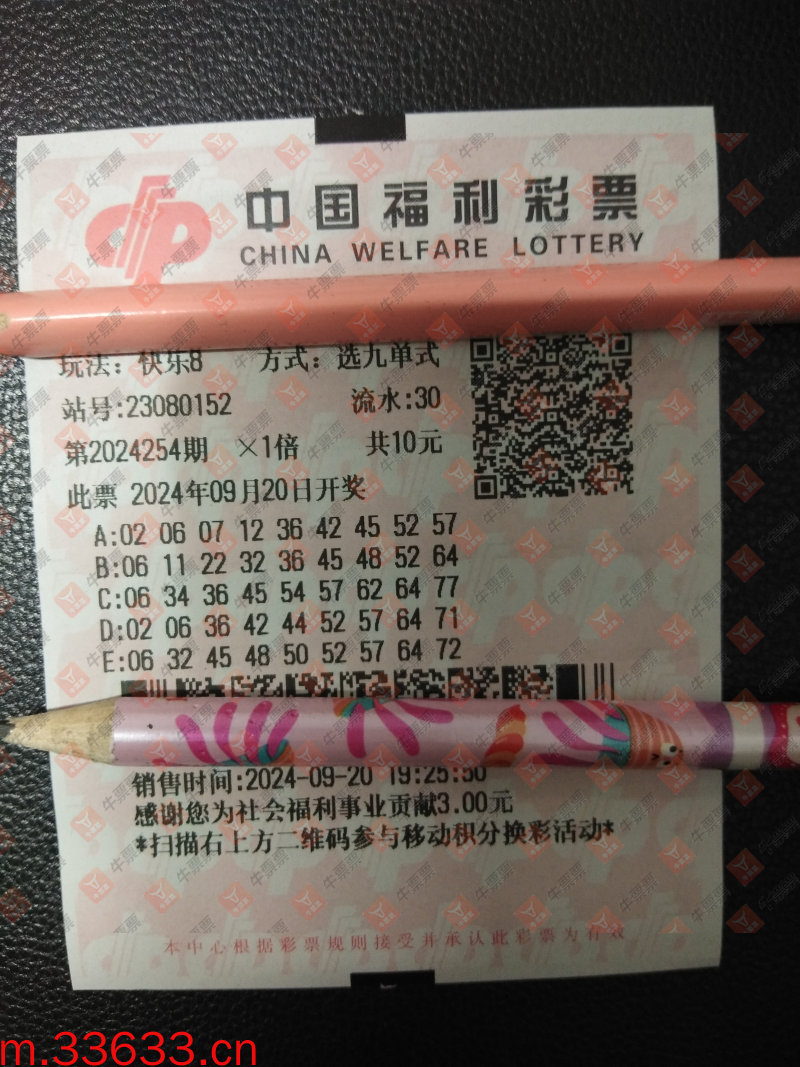 中国福利彩票
CHINA WELFARE LOTTERY
玩法：快乐8 方式：选九单式
站号:23080152 流水:30
第2024254期 ×1倍 共10元
此票 2024年09月20日开奖
A:02 06 07 12 36 42 45 52 57
B:06 11 22 32 36 45 48 52 64
C:06 34 36 45 54 57 62 64 77
D:02 06 36 42 44 52 57 64 71
E:06 32 45 48 50 52 57 64 72
销售时间:2024-09-20 19:25:50
感谢您为社会福利事业贡献3.00元
*扫描右上方二维码参与移动积分换彩活动*
本中心根据彩票规则接受并承认此彩票为有效
牛票票
m.33633.cn